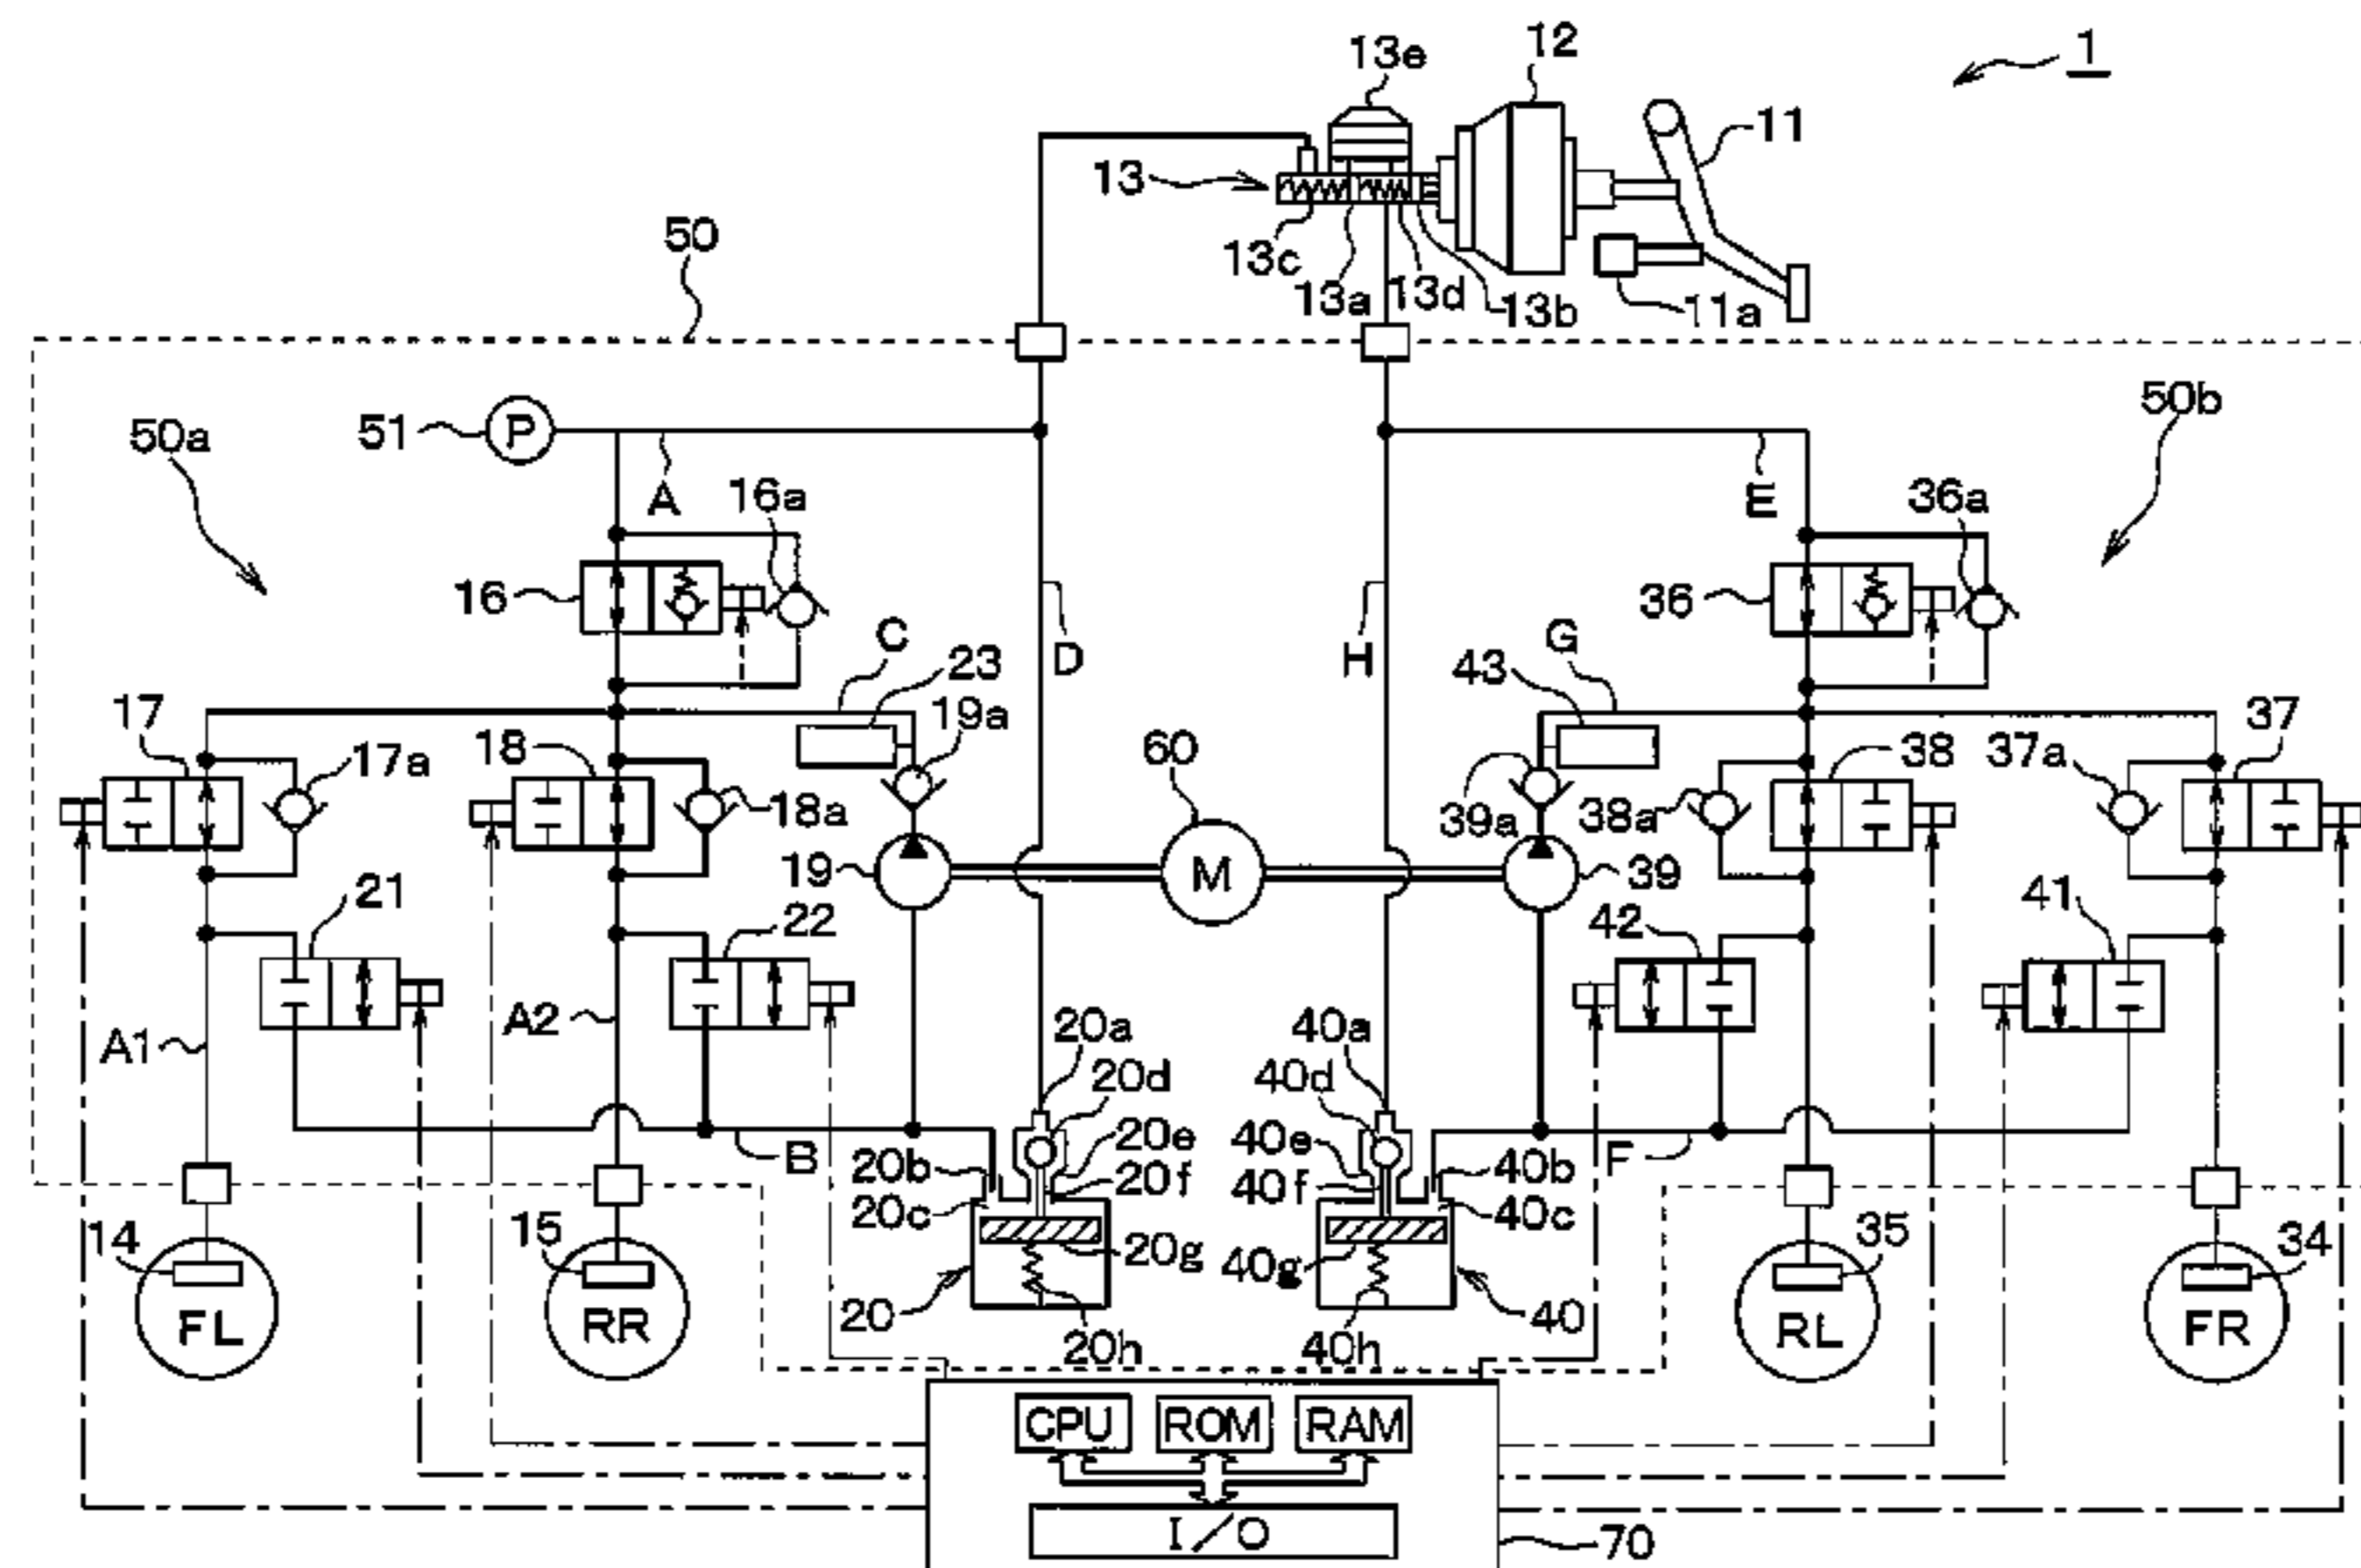 13e 12 1
11
13
50 13c 13a 13d 13b 11a
50a 51 P 50b
A 16a E 36a
16 36
C D H G
23 43
17 19a 37
17a 18 60 38 37a
18a 39a 38a
19 M 39
21 22 42 41
A1 A2 20a 40a
20d 40d
20e 40e
B 20b 20f 40f 40b F
20c 40c
14 15 20g 40g 35 34
FL RR 20 20h 40h 40 RL FR
CPU ROM RAM
I/O 70